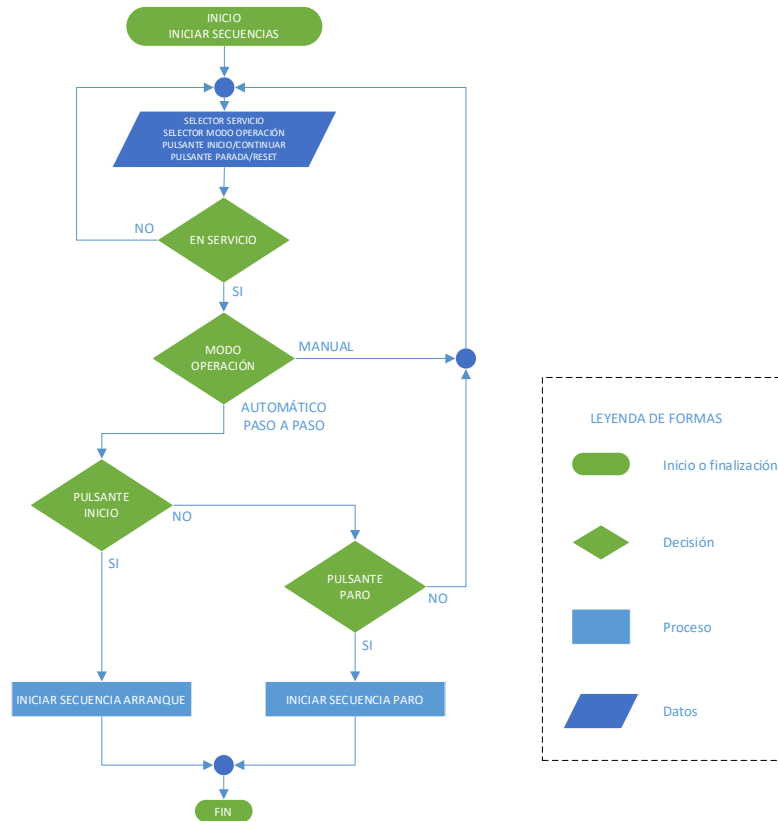 INICIO
INICIAR SECUENCIAS
SELECTOR SERVICIO
SELECTOR MODO OPERACIÓN
PULSANTE INICIO/CONTINUAR
PULSANTE PARADA/RESET
NO
EN SERVICIO
SI
MODO
OPERACIÓN
MANUAL
AUTOMÁTICO
PASO A PASO
PULSANTE
INICIO
NO
SI
PULSANTE
PARO
NO
SI
INICIAR SECUENCIA ARRANQUE
INICIAR SECUENCIA PARO
FIN
LEYENDA DE FORMAS
Inicio o finalización
Decisión
Proceso
Datos